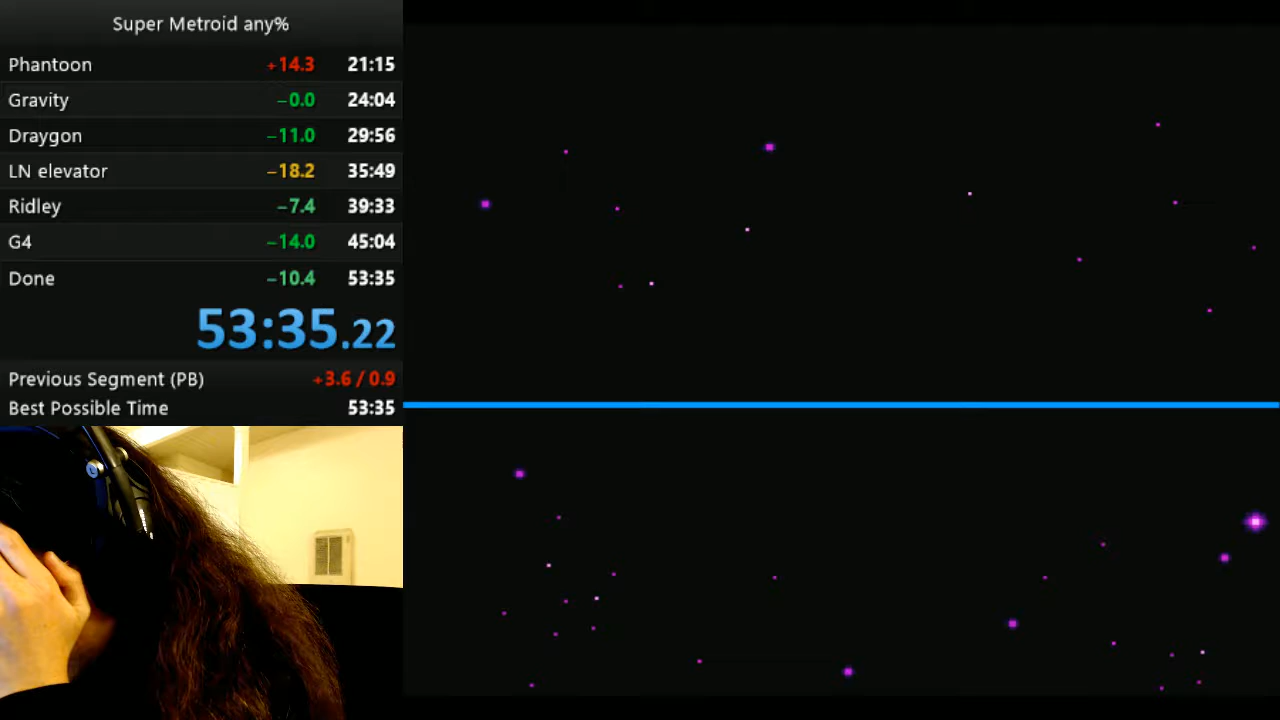 Super Metroid any%
Phantoon +14.3 21:15
Gravity −0.0 24:04
Draygon −11.0 29:56
LN elevator −18.2 35:49
Ridley −7.4 39:33
G4 −14.0 45:04
Done −10.4 53:35
53:35.22
Previous Segment (PB) +3.6 / 0.9
Best Possible Time 53:35